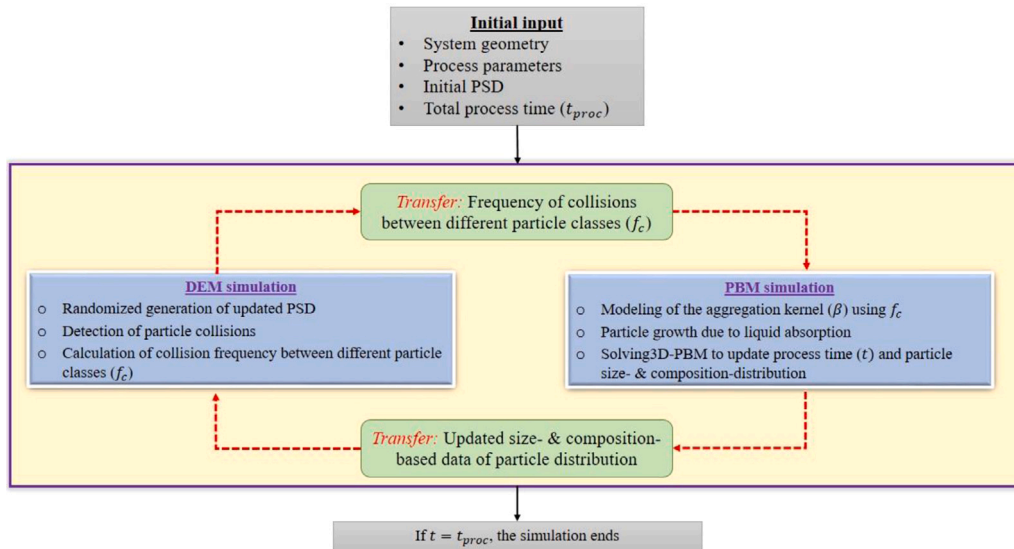 Initial input
• System geometry
• Process parameters
• Initial PSD
• Total process time (t_proc)
Transfer: Frequency of collisions
between different particle classes (f_c)
DEM simulation
o Randomized generation of updated PSD
o Detection of particle collisions
o Calculation of collision frequency between different particle
classes (f_c)
PBM simulation
o Modeling of the aggregation kernel (β) using f_c
o Particle growth due to liquid absorption
o Solving3D-PBM to update process time (t) and particle
size- & composition-distribution
Transfer: Updated size- & composition-
based data of particle distribution
If t = t_proc, the simulation ends